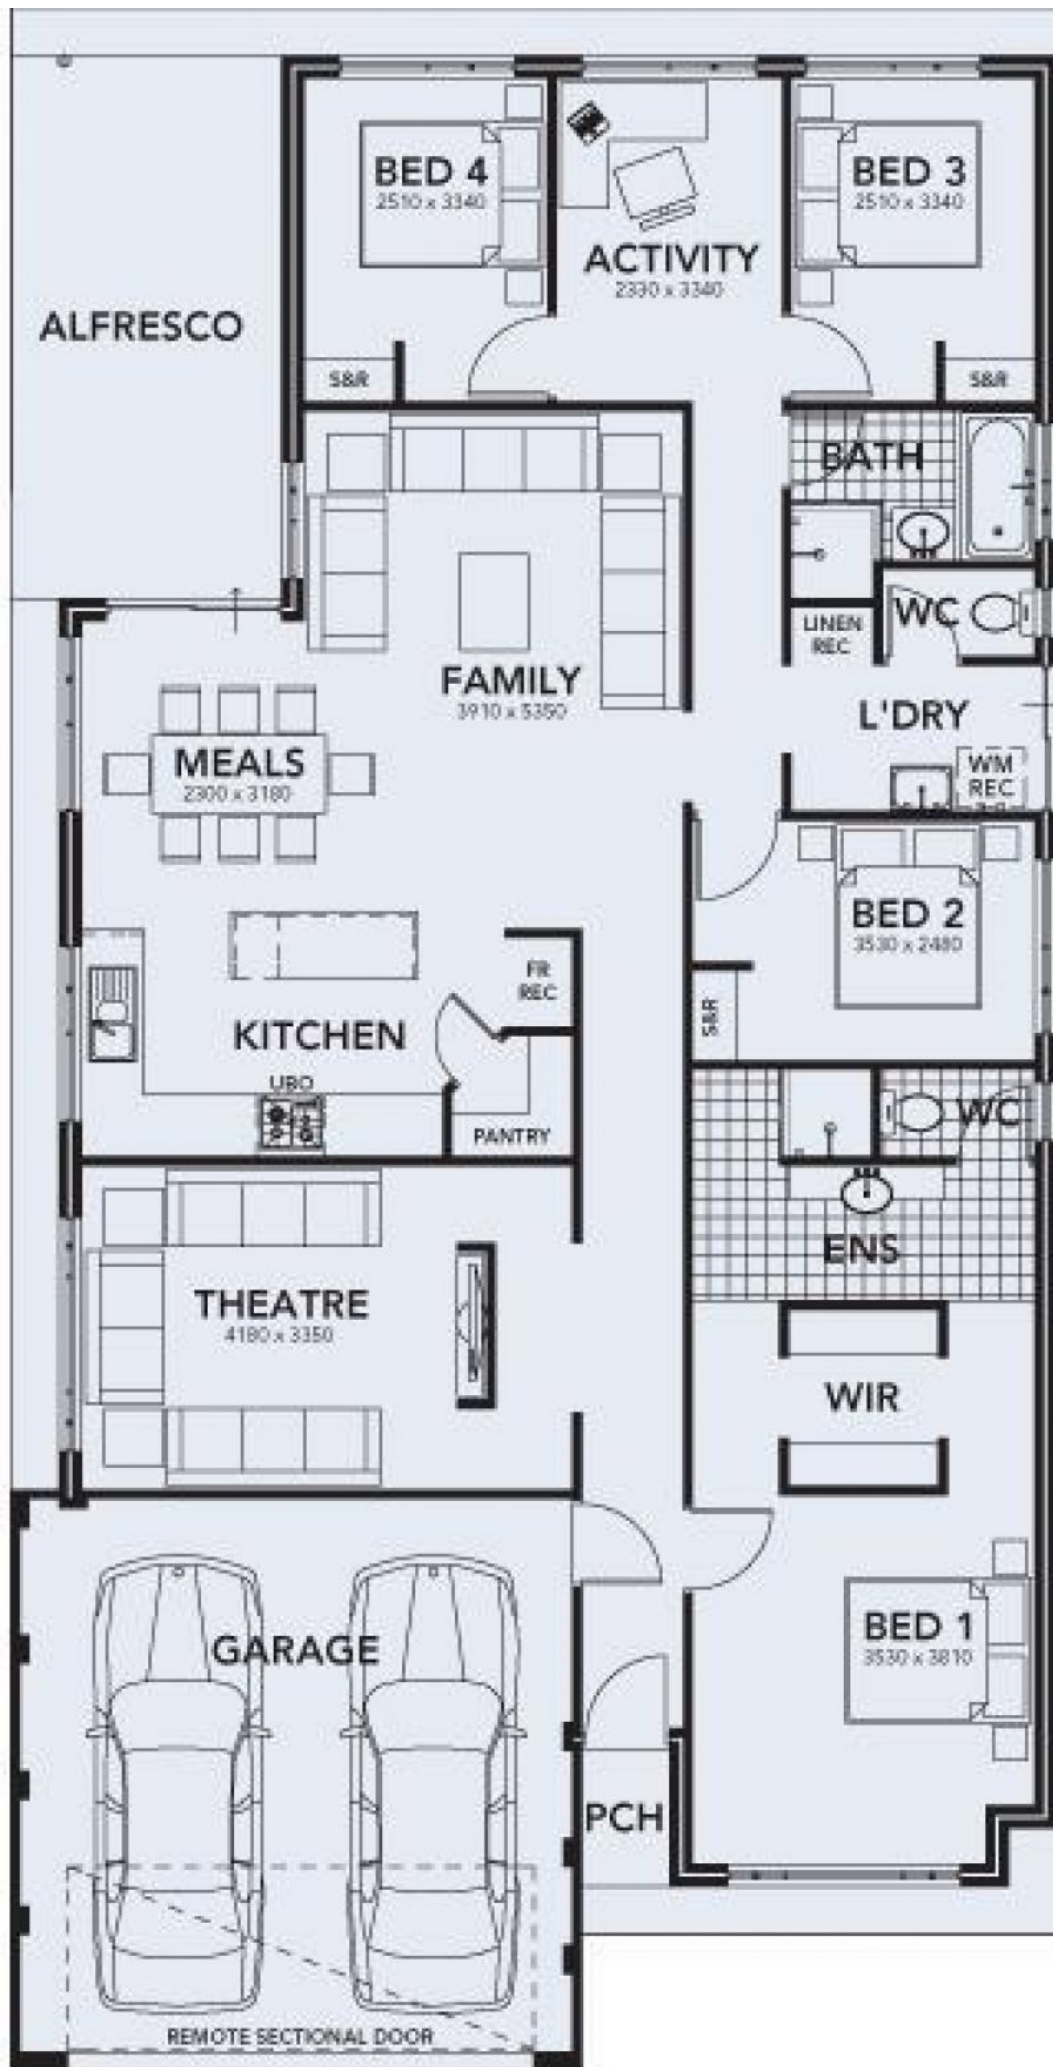 BED 4
2510 x 3340
BED 3
2510 x 3340
ACTIVITY
2330 x 3340
ALFRESCO
S&R
S&R
BATH
WC
LINEN
REC
FAMILY
3910 x 5350
L'DRY
MEALS
2300 x 3180
WM
REC
BED 2
3530 x 2480
FR
REC
S&R
KITCHEN
UBO
WC
PANTRY
ENS
THEATRE
4180 x 3350
WIR
BED 1
3530 x 3810
GARAGE
PCH
REMOTE SECTIONAL DOOR